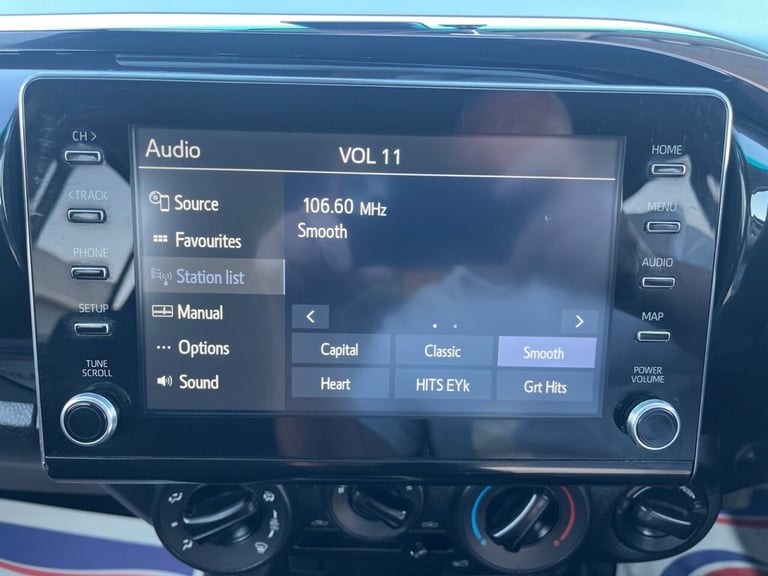 CH >
< TRACK
PHONE
SETUP
TUNE
SCROLL
Audio
VOL 11
Source
Favourites
Station list
Manual
Options
Sound
106.60 MHz
Smooth
<
>
Capital
Classic
Smooth
Heart
HITS EYk
Grt Hits
HOME
MENU
AUDIO
MAP
POWER
VOLUME